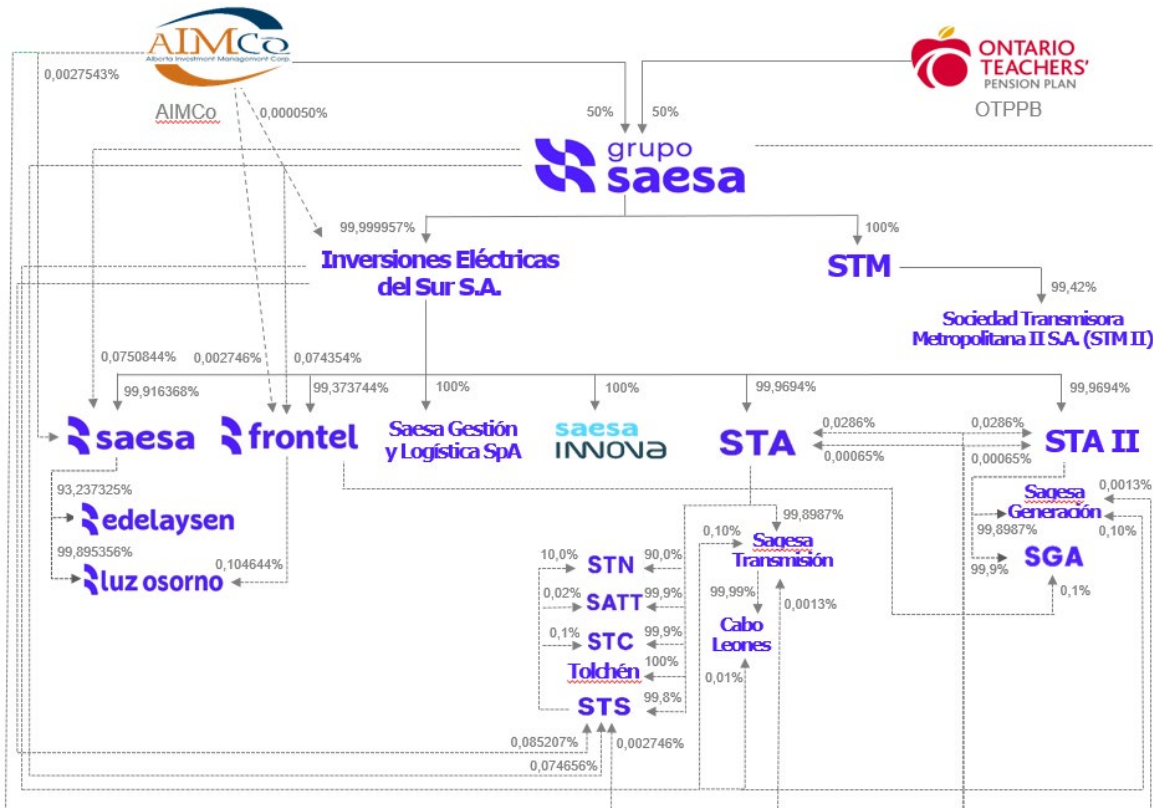 AIMCo
Alberta Investment Management Corp.
AIMCo
ONTARIO
TEACHERS'
PENSION PLAN
OTPPB
0,0027543%
0,000050%
50%
50%
grupo
saesa
99,999957%
100%
Inversiones Eléctricas
del Sur S.A.
STM
99,42%
Sociedad Transmisora
Metropolitana II S.A. (STM II)
0,0750844%
0,002746%
0,074354%
99,916368%
99,373744%
100%
100%
99,9694%
99,9694%
saesa
frontel
Saesa Gestión
y Logística SpA
saesa
INNOVA
STA
0,0286%
0,00065%
0,0286%
0,00065%
STA II
93,237325%
edelaysen
99,895356%
luz osorno
0,104644%
Sagesa
Generación
0,0013%
99,8987%
0,10%
SGA
99,9%
0,1%
99,8987%
0,10%
Sagesa
Transmisión
99,99%
0,0013%
Cabo
Leones
0,01%
10,0%
STN
90,0%
0,02%
SATT
99,9%
0,1%
STC
99,9%
Tolchén
100%
STS
99,8%
0,085207%
0,002746%
0,074656%